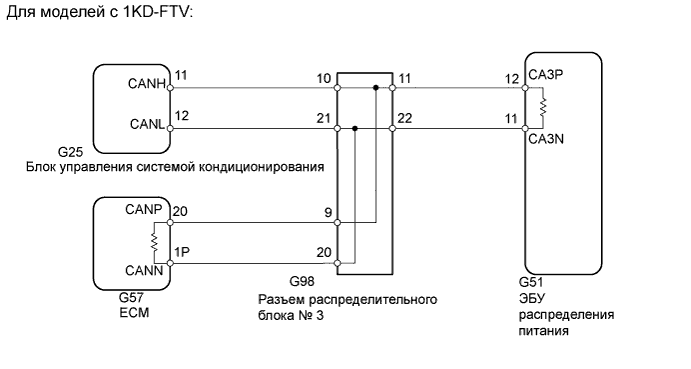 Для моделей с 1KD-FTV:
CANH
11
10
11
12
CA3P
CANL
12
21
22
11
CA3N
G25
Блок управления системой кондиционирования
CANP
20
9
1P
20
CANN
G57
ECM
G98
Разъем распределительного
блока № 3
G51
ЭБУ
распределения
питания